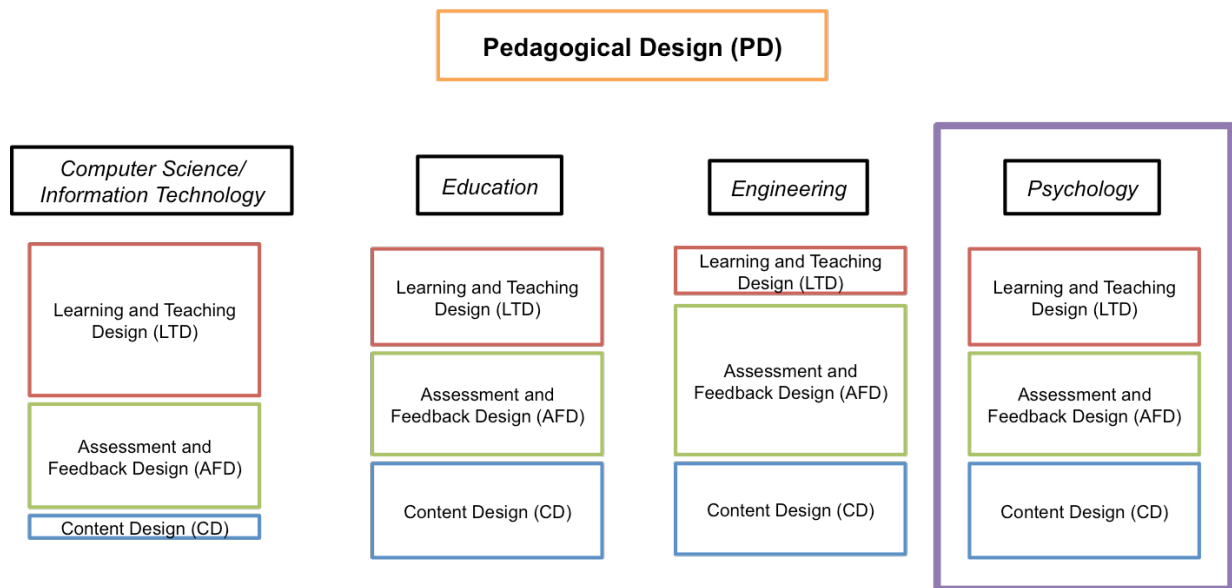 Pedagogical Design (PD)
Computer Science/
Information Technology
Learning and Teaching
Design (LTD)
Assessment and
Feedback Design (AFD)
Content Design (CD)
Education
Learning and Teaching
Design (LTD)
Assessment and
Feedback Design (AFD)
Content Design (CD)
Engineering
Learning and Teaching
Design (LTD)
Assessment and
Feedback Design (AFD)
Content Design (CD)
Psychology
Learning and Teaching
Design (LTD)
Assessment and
Feedback Design (AFD)
Content Design (CD)